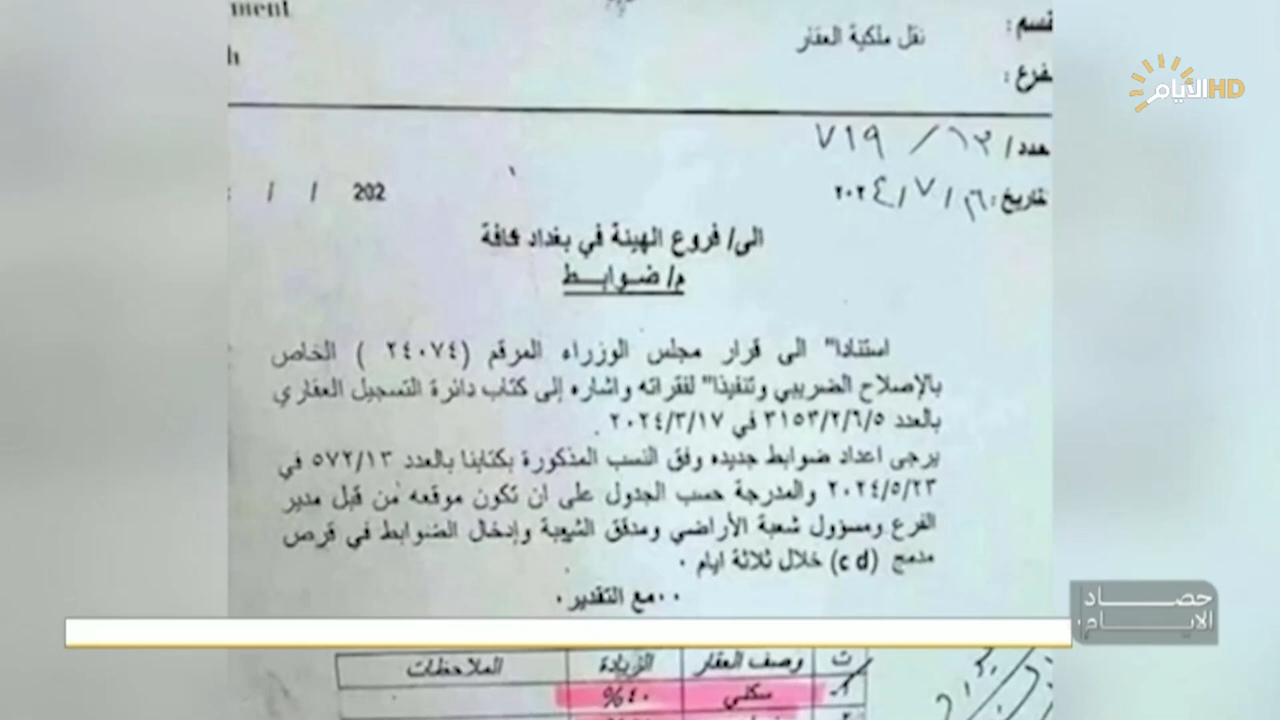 ment
قسم :
نقل ملكية العقار
h
فرع :
الأيام HD
عدد / ١٣ / ٧١٩
تاريخ : ١٦ / ٧ / ٢٠٢٤
/ / 202
الى/ فروع الهيئة في بغداد كافة
م/ ضوابط
استنادا" الى قرار مجلس الوزراء المرقم (٢٤٠٧٤ ) الخاص
بالإصلاح الضريبي وتنفيذا" لفقراته واشاره إلى كتاب دائرة التسجيل العقاري
بالعدد ٣١٥٣/٢/٦/٥ في ٢٠٢٤/٣/١٧ .
يرجى اعداد ضوابط جديده وفق النسب المذكورة بكتابنا بالعدد ٥٧٢/١٣ في
٢٠٢٤/٥/٢٣ والمدرجة حسب الجدول على ان تكون موقعه من قبل مدير
الفرع ومسؤول شعبة الأراضي ومدقق الشعبة وإدخال الضوابط في قرص
مدمج (c d) خلال ثلاثة ايام .
..مع التقدير.
حصاد
الايام
ت وصف العقار الزيادة الملاحظات
١- سكني ٤٠%